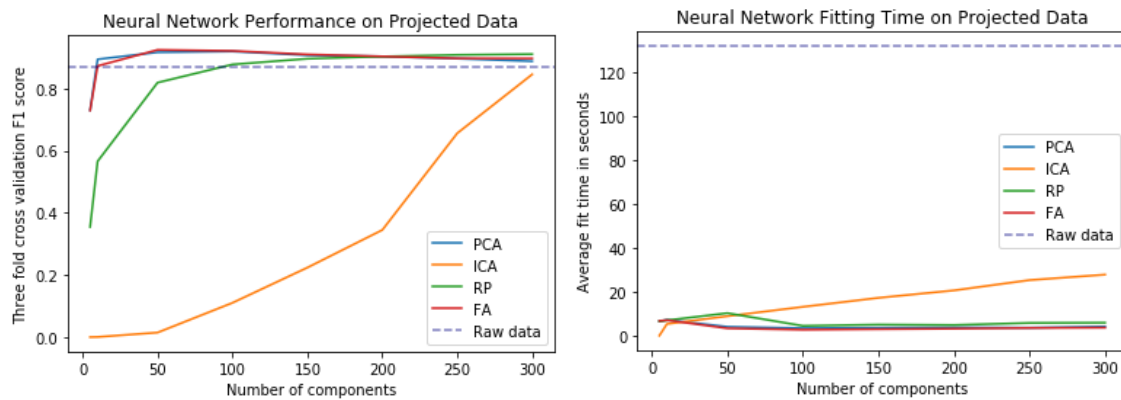 Neural Network Performance on Projected Data
Three fold cross validation F1 score
0.8
0.6
0.4
0.2
0.0
PCA
ICA
RP
FA
Raw data
0 50 100 150 200 250 300
Number of components
Neural Network Fitting Time on Projected Data
Average fit time in seconds
120
100
80
60
40
20
0
PCA
ICA
RP
FA
Raw data
0 50 100 150 200 250 300
Number of components